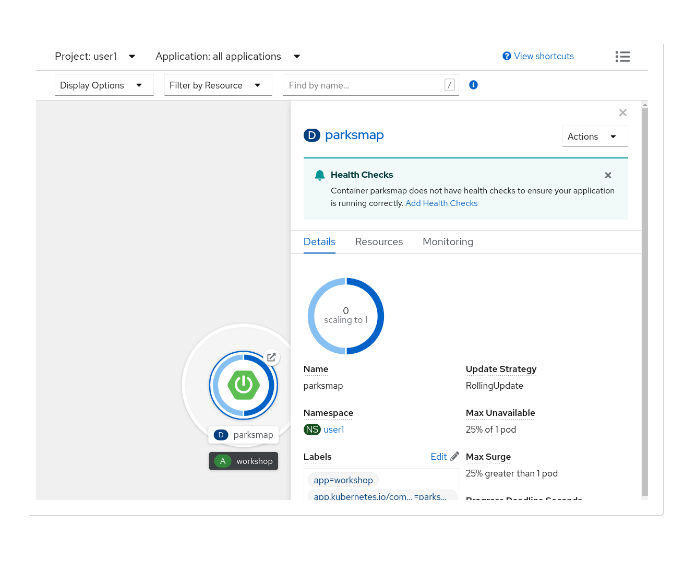 Project: user1 Application: all applications View shortcuts
Display Options Filter by Resource Find by name... /
D parksmap Actions
Health Checks
Container parksmap does not have health checks to ensure your application
is running correctly. Add Health Checks
Details Resources Monitoring
0
scaling to 1
Name Update Strategy
parksmap RollingUpdate
Namespace Max Unavailable
NS user1 25% of 1 pod
Labels Edit Max Surge
app=workshop 25% greater than 1 pod
app.kubernetes.io/com... =parks... Progress Deadline Seconds
D parksmap
A workshop